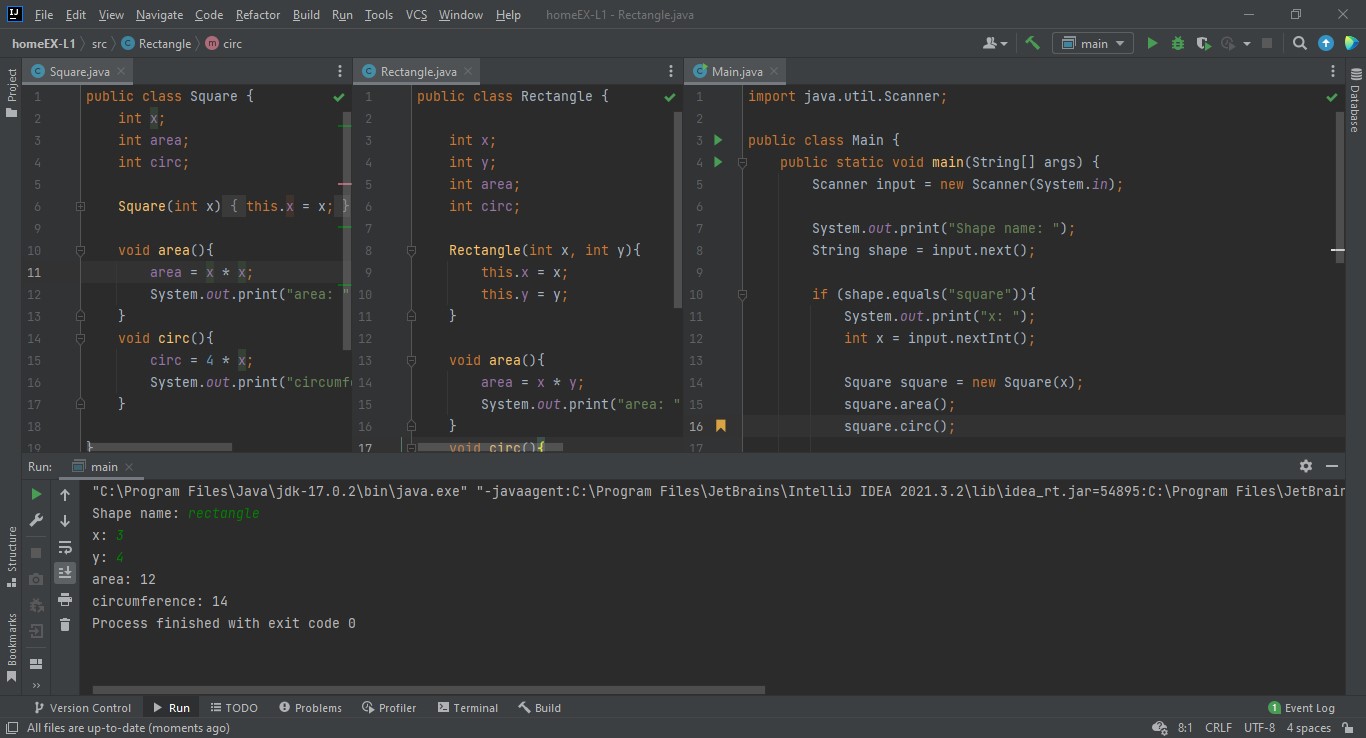 File Edit View Navigate Code Refactor Build Run Tools VCS Window Help homeEX-L1 - Rectangle.java
homeEX-L1 src Rectangle circ main
Project
Structure
Bookmarks
Database
Square.java
1 public class Square {
2 int x;
3 int area;
4 int circ;
5
6 Square(int x) { this.x = x; }
9
10 void area(){
11 area = x * x;
12 System.out.print("area: "
13 }
14 void circ(){
15 circ = 4 * x;
16 System.out.print("circumf
17 }
18
19 }
Rectangle.java
1 public class Rectangle {
2
3 int x;
4 int y;
5 int area;
6 int circ;
7
8 Rectangle(int x, int y){
9 this.x = x;
10 this.y = y;
11 }
12
13 void area(){
14 area = x * y;
15 System.out.print("area: "
16 }
17 void circ(){
Main.java
1 import java.util.Scanner;
2
3 public class Main {
4 public static void main(String[] args) {
5 Scanner input = new Scanner(System.in);
6
7 System.out.print("Shape name: ");
8 String shape = input.next();
9
10 if (shape.equals("square")){
11 System.out.print("x: ");
12 int x = input.nextInt();
13
14 Square square = new Square(x);
15 square.area();
16 square.circ();
17
Run: main
"C:\Program Files\Java\jdk-17.0.2\bin\java.exe" "-javaagent:C:\Program Files\JetBrains\IntelliJ IDEA 2021.3.2\lib\idea_rt.jar=54895:C:\Program Files\JetBrain
Shape name: rectangle
x: 3
y: 4
area: 12
circumference: 14
Process finished with exit code 0
Version Control Run TODO Problems Profiler Terminal Build 1 Event Log
All files are up-to-date (moments ago) 8:1 CRLF UTF-8 4 spaces